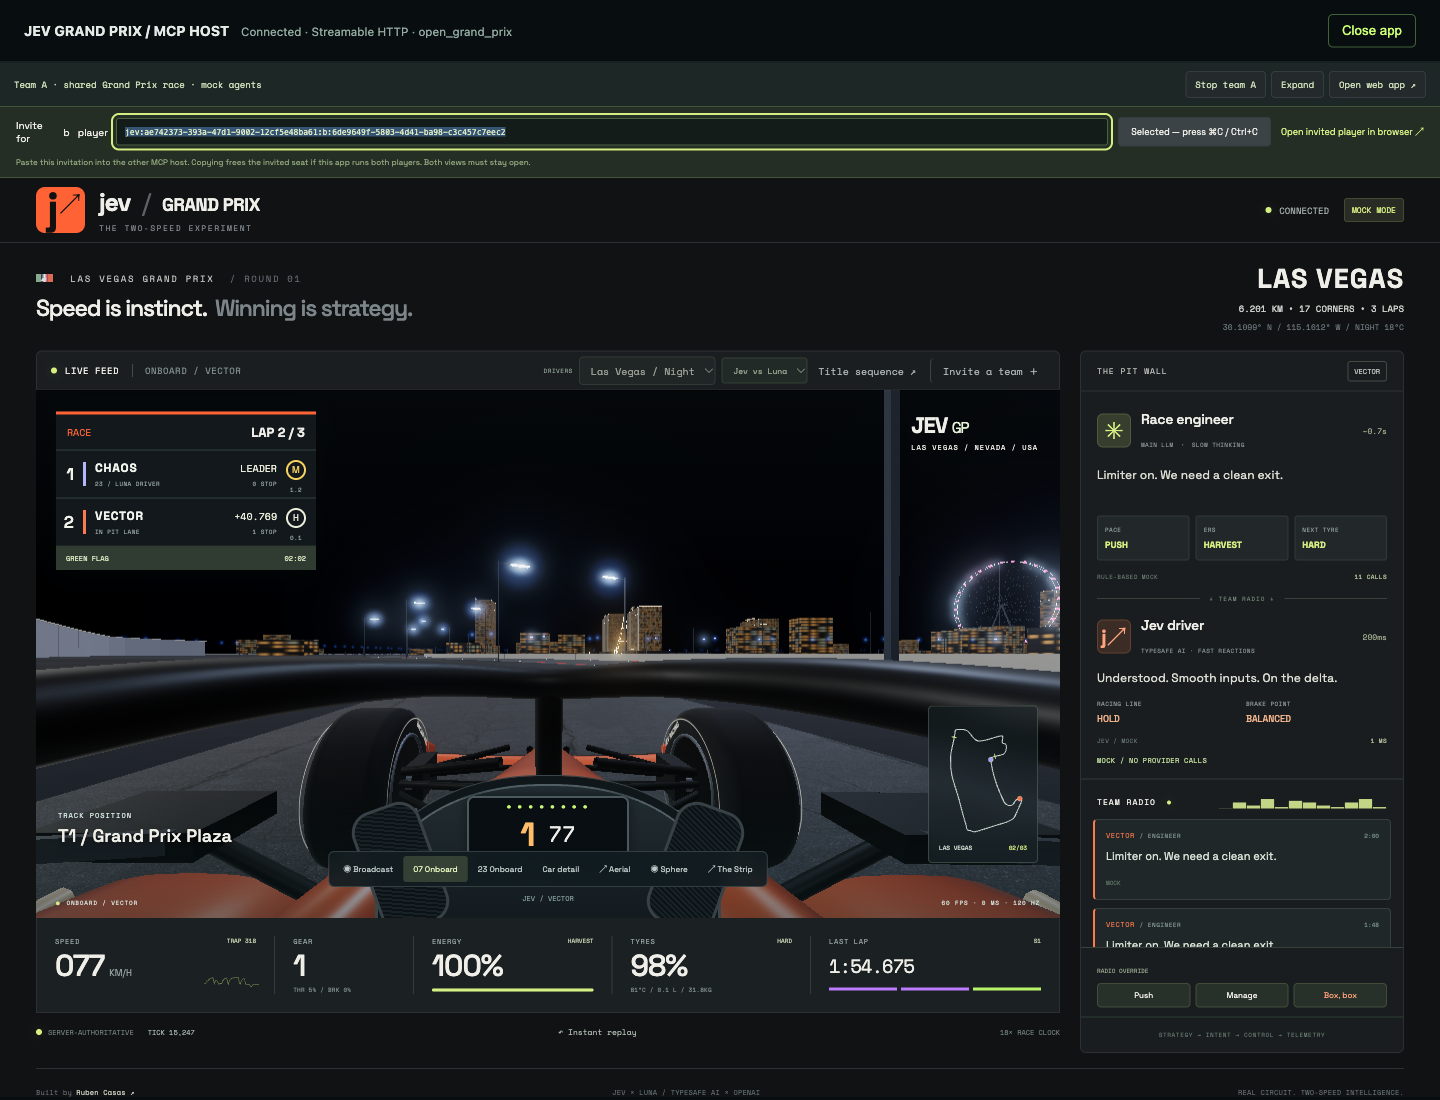 JEV GRAND PRIX / MCP HOST Connected · Streamable HTTP · open_grand_prix
Close app
Team A · shared Grand Prix race · mock agents
Stop team A
Expand
Open web app ↗
Invite for b player
jev:ae742373-393a-47d1-9002-12cf5e48ba61:b:6de9649f-5803-4d41-ba98-c3c457c7eec2
Selected — press ⌘C / Ctrl+C
Open invited player in browser ↗
Paste this invitation into the other MCP host. Copying frees the invited seat if this app runs both players. Both views must stay open.
jev / GRAND PRIX
THE TWO-SPEED EXPERIMENT
CONNECTED
MOCK MODE
LAS VEGAS GRAND PRIX / ROUND 01
Speed is instinct. Winning is strategy.
LAS VEGAS
6.201 KM • 17 CORNERS • 3 LAPS
36.1099° N / 115.1612° W / NIGHT 18°C
LIVE FEED
ONBOARD / VECTOR
DRIVERS
Las Vegas / Night
Jev vs Luna
Title sequence ↗
Invite a team +
RACE LAP 2 / 3
1 CHAOS LEADER M
23 / LUNA DRIVER 0 STOP 1.2
2 VECTOR +40.769 H
IN PIT LANE 1 STOP 0.1
GREEN FLAG 02:02
JEV GP
LAS VEGAS / NEVADA / USA
TRACK POSITION
T1 / Grand Prix Plaza
1 77
LAS VEGAS 02/03
Broadcast
07 Onboard
23 Onboard
Car detail
↗ Aerial
Sphere
↗ The Strip
JEV / VECTOR
ONBOARD / VECTOR
60 FPS · 0 MS · 120 HZ
SPEED TRAP 318
077 KM/H
GEAR
1
THR 5% / BRK 0%
ENERGY HARVEST
100%
TYRES HARD
98%
61°C / 0.1 L / 31.8KG
LAST LAP S1
1:54.675
SERVER-AUTHORITATIVE TICK 15,247
↶ Instant replay
18× RACE CLOCK
THE PIT WALL
VECTOR
Race engineer
MAIN LLM · SLOW THINKING
~0.7s
Limiter on. We need a clean exit.
PACE
PUSH
ERS
HARVEST
NEXT TYRE
HARD
RULE-BASED MOCK 11 CALLS
TEAM RADIO
Jev driver
TYPESAFE AI · FAST REACTIONS
200ms
Understood. Smooth inputs. On the delta.
RACING LINE
HOLD
BRAKE POINT
BALANCED
JEV / MOCK 1 MS
MOCK / NO PROVIDER CALLS
TEAM RADIO
VECTOR / ENGINEER 2:00
Limiter on. We need a clean exit.
MOCK
VECTOR / ENGINEER 1:48
Limiter on. We need a clean exit.
RADIO OVERRIDE
Push
Manage
Box, box
STRATEGY → INTENT → CONTROL → TELEMETRY
Built by Ruben Casas ↗
JEV × LUNA / TYPESAFE AI × OPENAI
REAL CIRCUIT. TWO-SPEED INTELLIGENCE.